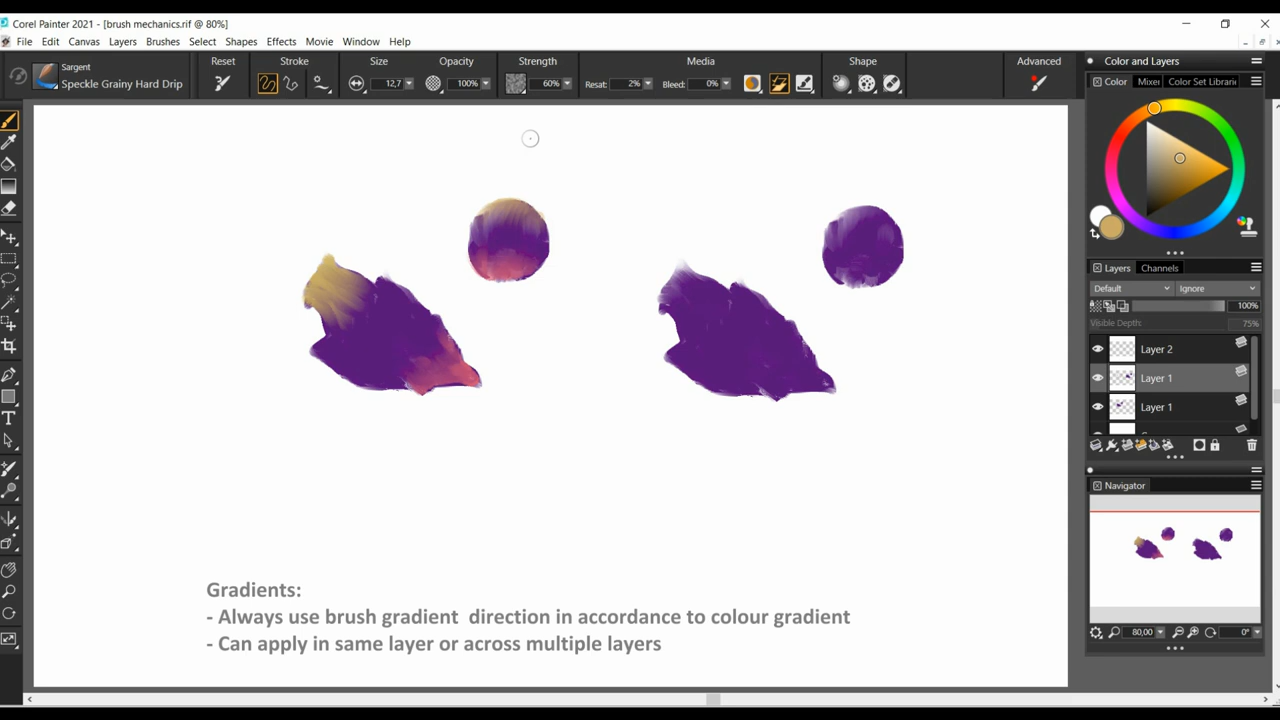 Corel Painter 2021 - [brush mechanics.rif @ 80%]
File Edit Canvas Layers Brushes Select Shapes Effects Movie Window Help
Sargent
Speckle Grainy Hard Drip
Reset Stroke Size Opacity Strength Media Shape Advanced
12,7 100% 60% Resat: 2% Bleed: 0%
Color and Layers
Color Mixe Color Set Librari
Layers Channels
Default Ignore
100%
Visible Depth: 75%
Layer 2
Layer 1
Layer 1
Navigator
80,00 0°
Gradients:
- Always use brush gradient direction in accordance to colour gradient
- Can apply in same layer or across multiple layers